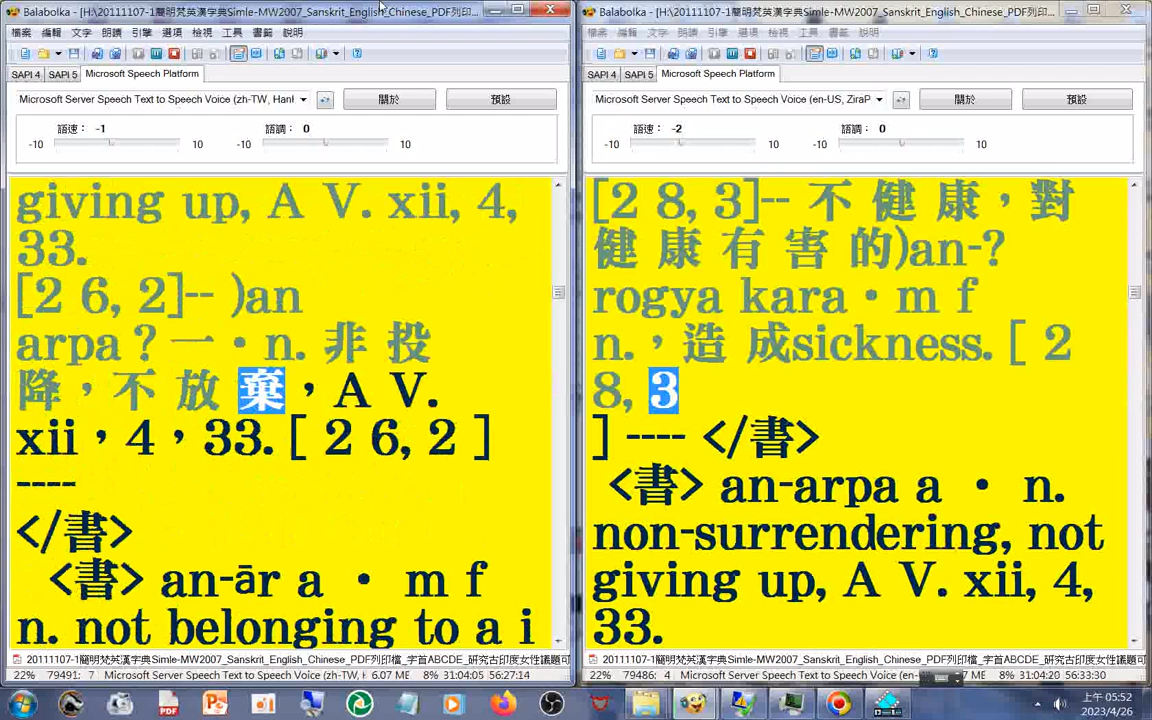 Balabolka - [H:\20111107-1簡明梵英漢字典Simle-MW2007_Sanskrit_English_Chinese_PDF列印...
檔案 編輯 文字 朗讀 引擎 選項 檢視 工具 書籤 說明
SAPI 4 SAPI 5 Microsoft Speech Platform
Microsoft Server Speech Text to Speech Voice (zh-TW, Hanl
關於 預設
語速: -1 語調: 0
-10 10 -10 10
giving up, A V. xii, 4,
33.
[2 6, 2]-- )an
arpa？一・n. 非 投
降，不 放 棄，A V.
xii，4，33. [ 2 6, 2 ]
----
</書>
<書> an-ār a ・ m f
n. not belonging to a i
20111107-1簡明梵英漢字典Simle-MW2007_Sanskrit_English_Chinese_PDF列印檔_字首ABCDE_研究古印度女性議題可
22% 79491: 7 Microsoft Server Speech Text to Speech Voice (zh-TW, H 6.07 MB 8% 31:04:05 56:27:14
Balabolka - [H:\20111107-1簡明梵英漢字典Simle-MW2007_Sanskrit_English_Chinese_PDF列印...
檔案 編輯 文字 朗讀 引擎 選項 檢視 工具 書籤 說明
SAPI 4 SAPI 5 Microsoft Speech Platform
Microsoft Server Speech Text to Speech Voice (en-US, ZiraP
關於 預設
語速: -2 語調: 0
-10 10 -10 10
[2 8, 3]-- 不 健 康，對
健 康 有 害 的)an-?
rogya kara・m f
n.，造 成sickness. [ 2
8, 3
] ---- </書>
<書> an-arpa a ・ n.
non-surrendering, not
giving up, A V. xii, 4,
33.
20111107-1簡明梵英漢字典Simle-MW2007_Sanskrit_English_Chinese_PDF列印檔_字首ABCDE_研究古印度女性議題可
22% 79486: 4 Microsoft Server Speech Text to Speech Voice (en-U MB 8% 31:04:20 56:33:30
上午 05:52
2023/4/26